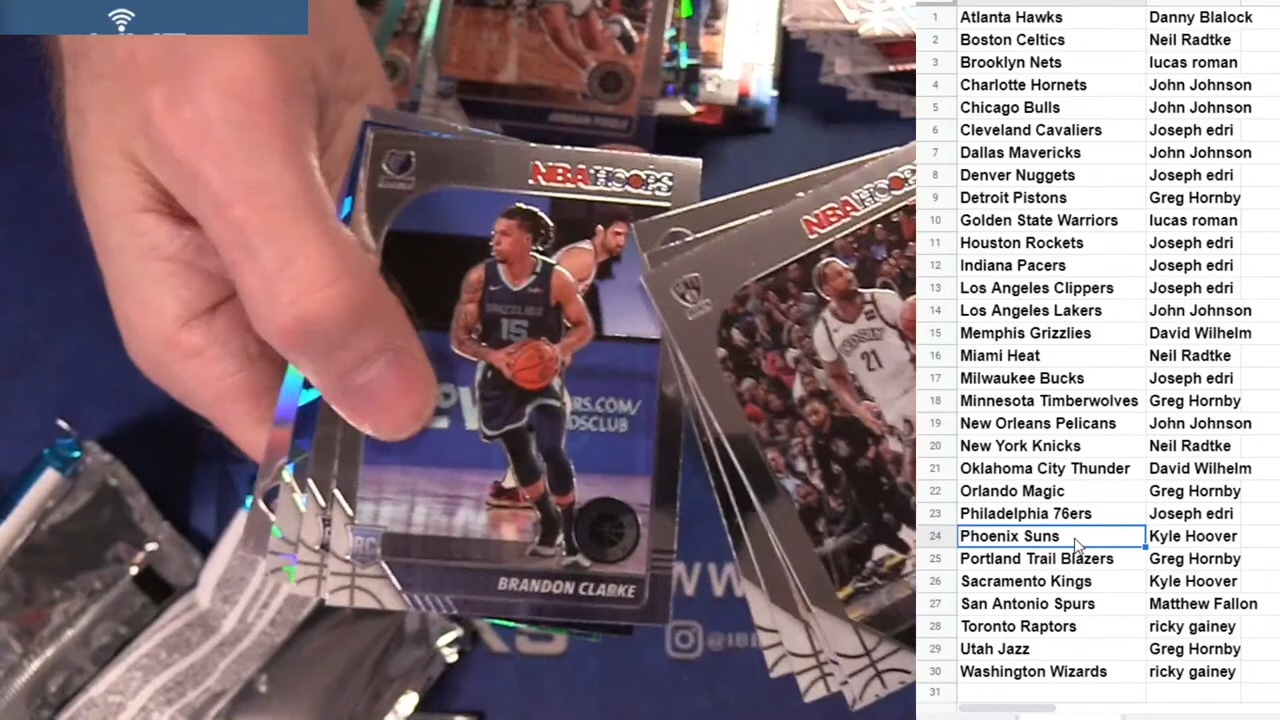 NBA HOOPS
GRIZZLIES
15
RS.COM/
DSCLUB
RC
BRANDON CLARKE
NBA HOOPS
21
1 Atlanta Hawks Danny Blalock
2 Boston Celtics Neil Radtke
3 Brooklyn Nets lucas roman
4 Charlotte Hornets John Johnson
5 Chicago Bulls John Johnson
6 Cleveland Cavaliers Joseph edri
7 Dallas Mavericks John Johnson
8 Denver Nuggets Joseph edri
9 Detroit Pistons Greg Hornby
10 Golden State Warriors lucas roman
11 Houston Rockets Joseph edri
12 Indiana Pacers Joseph edri
13 Los Angeles Clippers Joseph edri
14 Los Angeles Lakers John Johnson
15 Memphis Grizzlies David Wilhelm
16 Miami Heat Neil Radtke
17 Milwaukee Bucks Joseph edri
18 Minnesota Timberwolves Greg Hornby
19 New Orleans Pelicans John Johnson
20 New York Knicks Neil Radtke
21 Oklahoma City Thunder David Wilhelm
22 Orlando Magic Greg Hornby
23 Philadelphia 76ers Joseph edri
24 Phoenix Suns Kyle Hoover
25 Portland Trail Blazers Greg Hornby
26 Sacramento Kings Kyle Hoover
27 San Antonio Spurs Matthew Fallon
28 Toronto Raptors ricky gainey
29 Utah Jazz Greg Hornby
30 Washington Wizards ricky gainey
31